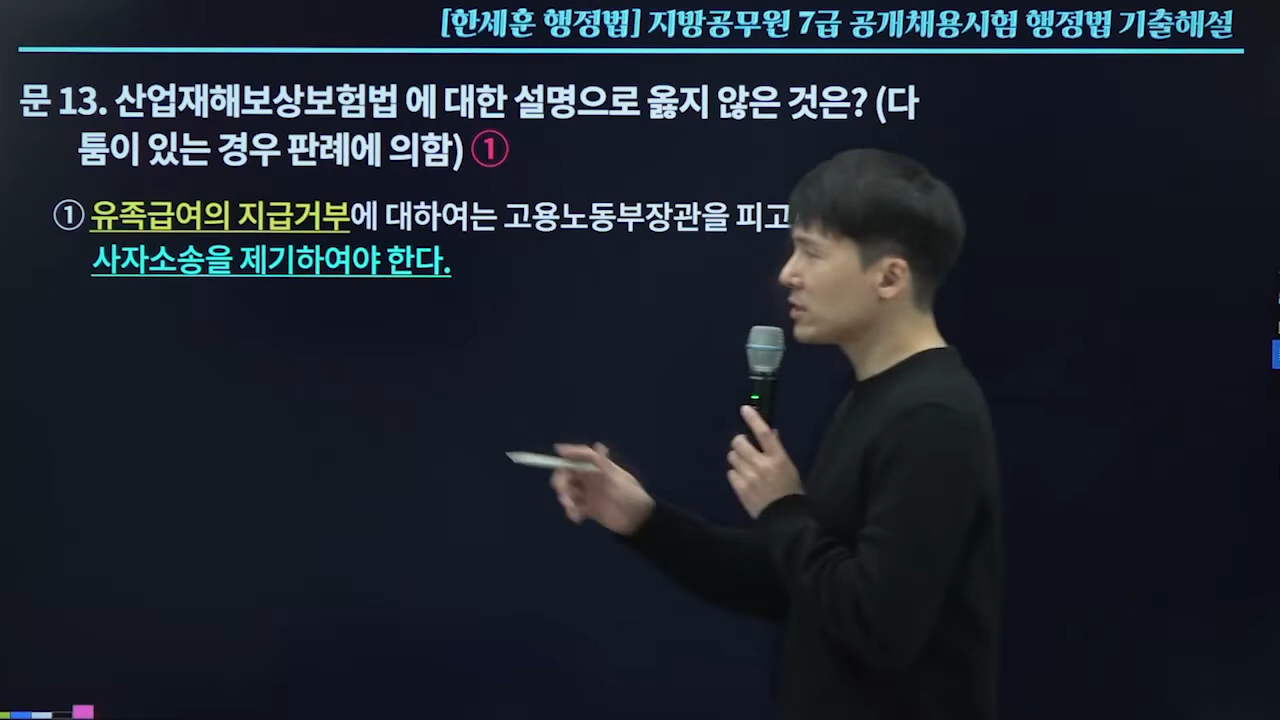 [한세훈 행정법] 지방공무원 7급 공개채용시험 행정법 기출해설
문 13. 산업재해보상보험법 에 대한 설명으로 옳지 않은 것은? (다
툼이 있는 경우 판례에 의함) ①
① 유족급여의 지급거부에 대하여는 고용노동부장관을 피고
사자소송을 제기하여야 한다.